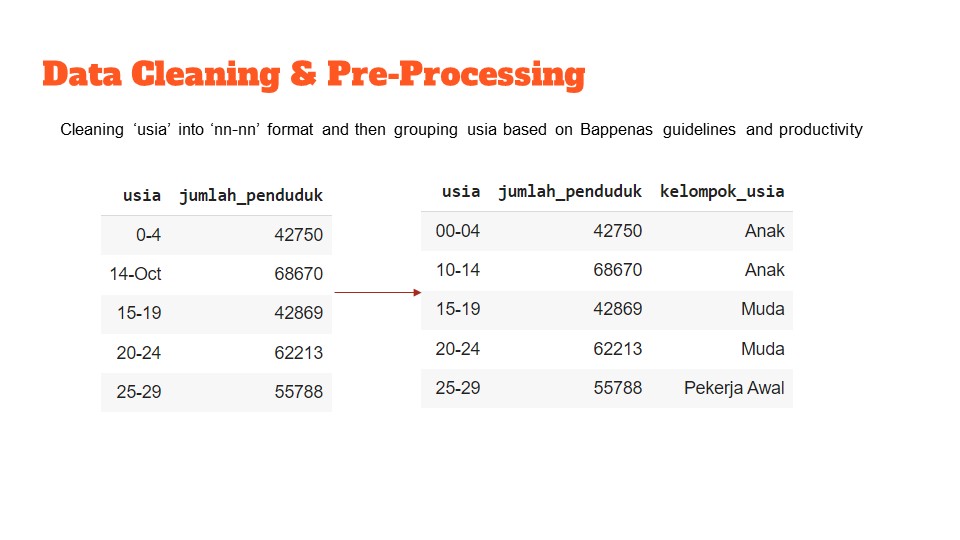 Data Cleaning & Pre-Processing
Cleaning ‘usia’ into ‘nn-nn’ format and then grouping usia based on Bappenas guidelines and productivity
usia jumlah_penduduk
0-4 42750
14-Oct 68670
15-19 42869
20-24 62213
25-29 55788
usia jumlah_penduduk kelompok_usia
00-04 42750 Anak
10-14 68670 Anak
15-19 42869 Muda
20-24 62213 Muda
25-29 55788 Pekerja Awal